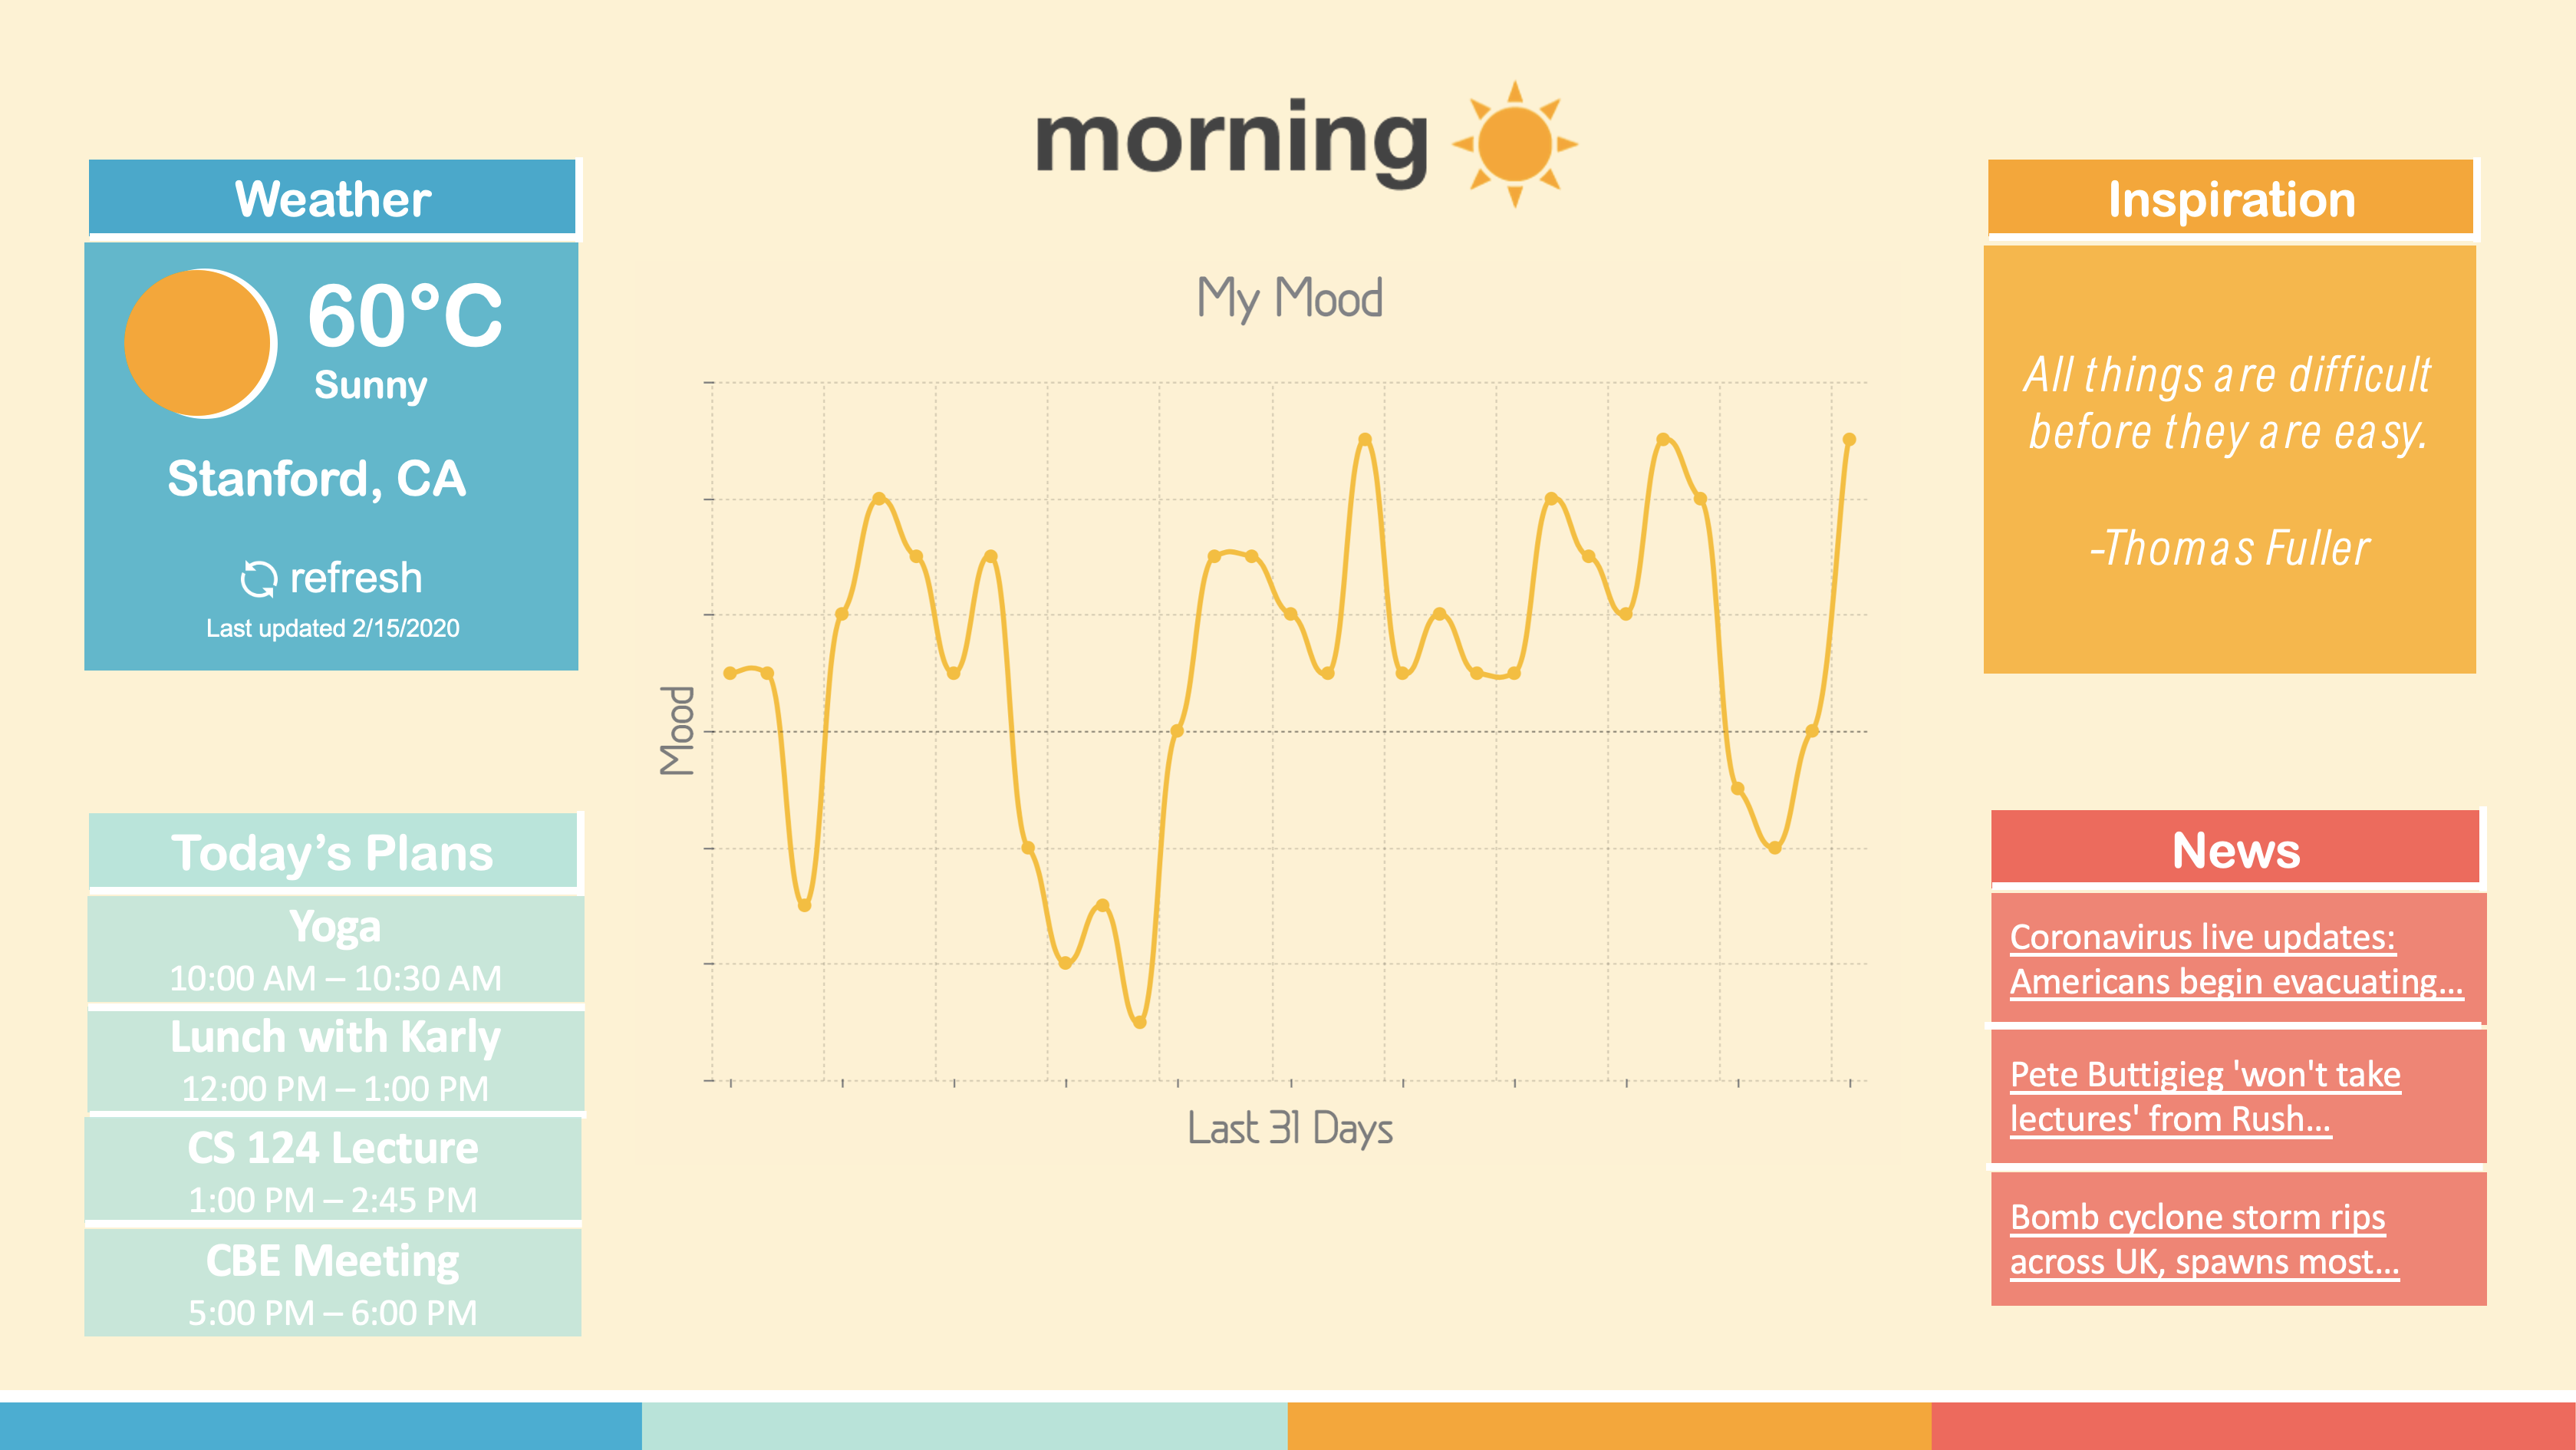 morning
Weather
60°C
Sunny
Stanford, CA
refresh
Last updated 2/15/2020
Today's Plans
Yoga
10:00 AM – 10:30 AM
Lunch with Karly
12:00 PM – 1:00 PM
CS 124 Lecture
1:00 PM – 2:45 PM
CBE Meeting
5:00 PM – 6:00 PM
My Mood
Mood
Last 31 Days
Inspiration
All things are difficult
before they are easy.
-Thomas Fuller
News
Coronavirus live updates:
Americans begin evacuating...
Pete Buttigieg 'won't take
lectures' from Rush...
Bomb cyclone storm rips
across UK, spawns most...